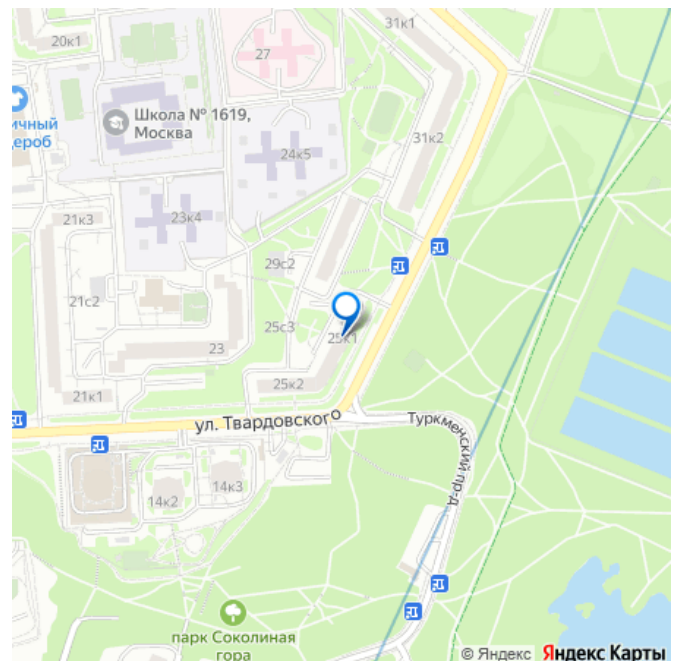 20к1
31к1
27
ичный
дероб
Школа № 1619,
Москва
24к5
31к2
23к4
21к3
29с2
21с2
25с3
25к1
23
25к2
21к1
ул. Твардовского
Туркменский пр-д
14к2
14к3
парк Соколиная
гора
© Яндекс Яндекс Карты